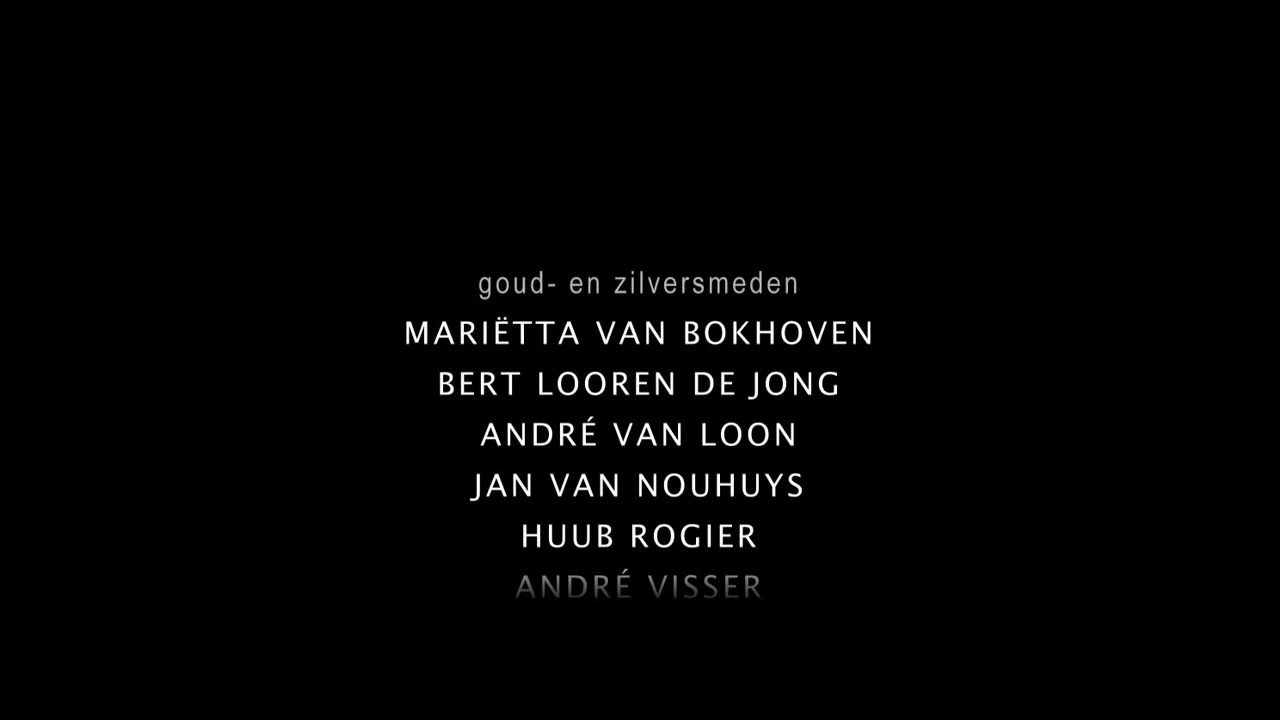 goud- en zilversmeden
MARIËTTA VAN BOKHOVEN
BERT LOOREN DE JONG
ANDRÉ VAN LOON
JAN VAN NOUHUYS
HUUB ROGIER
ANDRÉ VISSER